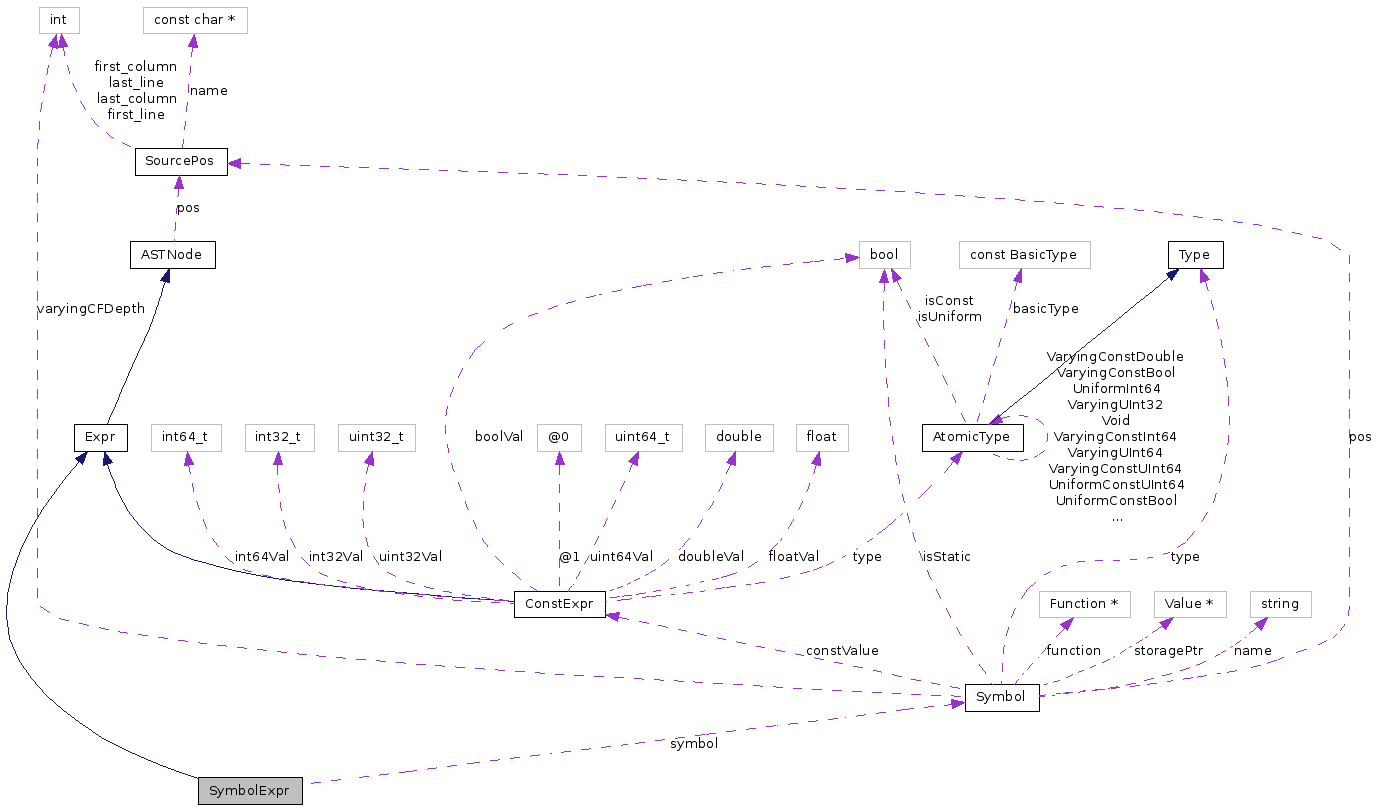 int
const char *
first_column
last_line
last_column
first_line
name
SourcePos
pos
ASTNode
bool
const BasicType
Type
varyingCFDepth
isConst
isUniform
basicType
VaryingConstDouble
VaryingConstBool
UniformInt64
VaryingUInt32
Void
VaryingConstInt64
VaryingUInt64
VaryingConstUInt64
UniformConstUInt64
UniformConstBool
...
Expr
int64_t
int32_t
uint32_t
boolVal
@0
uint64_t
double
float
AtomicType
pos
int64Val
int32Val
uint32Val
@1
uint64Val
doubleVal
floatVal
type
isStatic
type
ConstExpr
Function *
Value *
string
constValue
function
storagePtr
name
Symbol
symbol
SymbolExpr